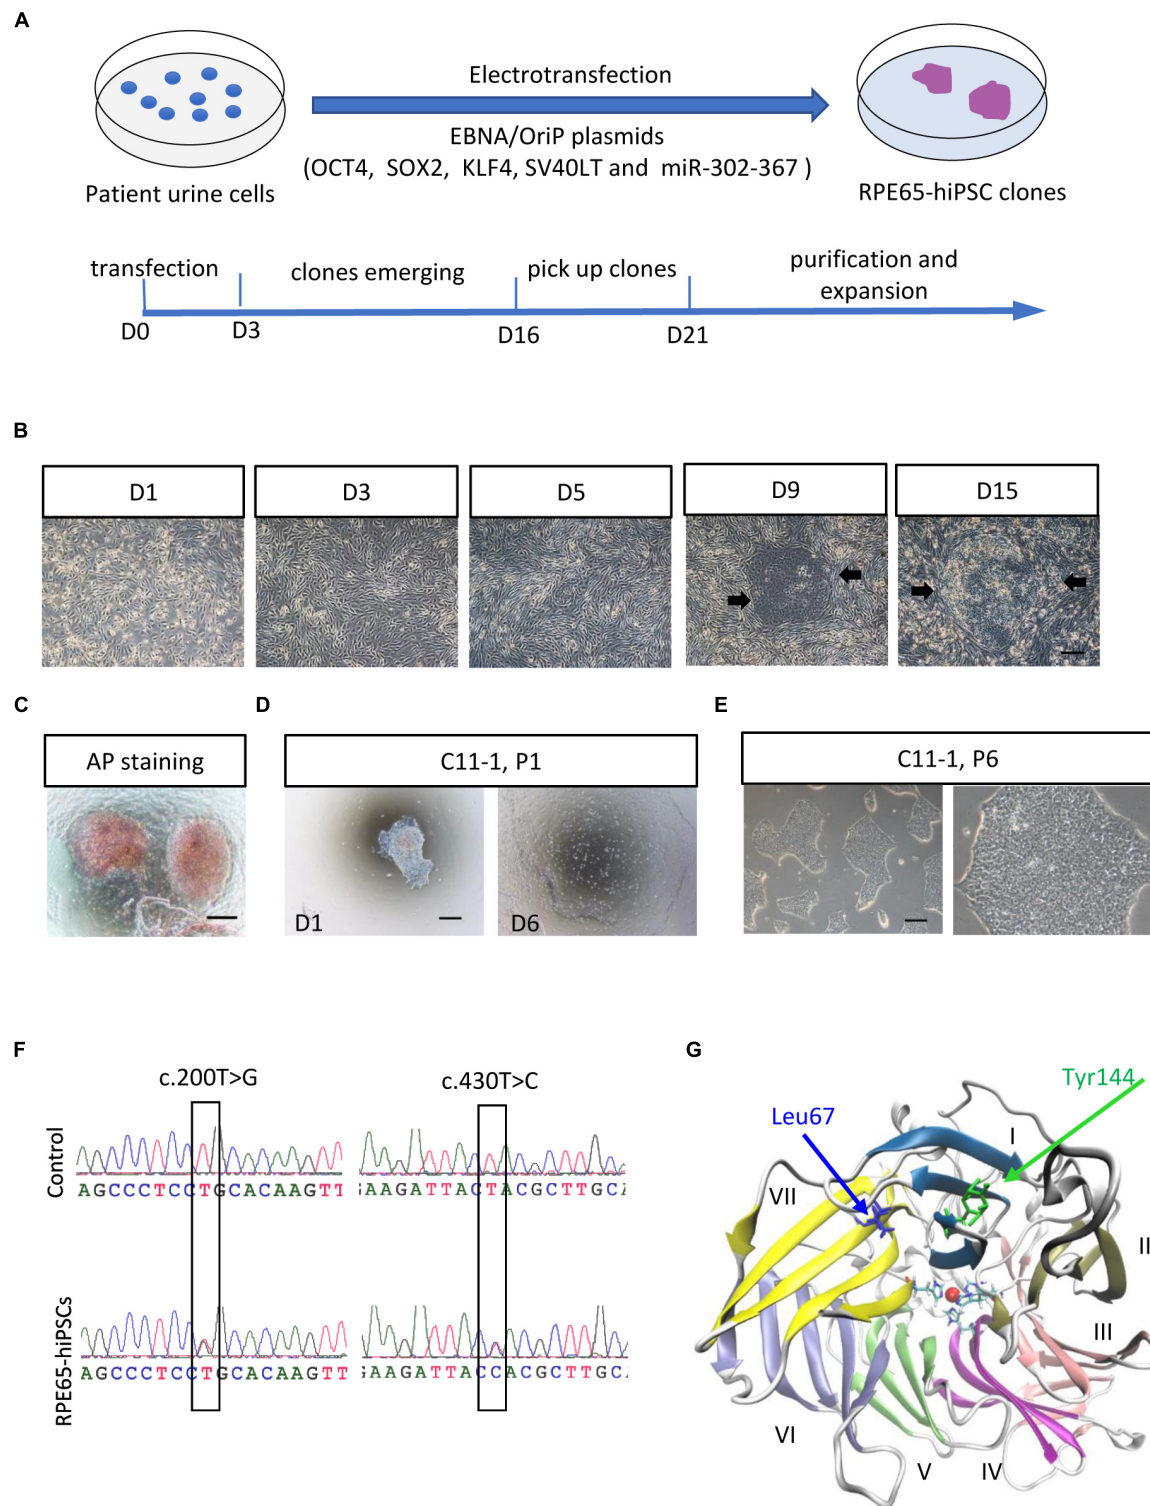 A
Electrotransfection
EBNA/OriP plasmids
(OCT4, SOX2, KLF4, SV40LT and miR-302-367 )
Patient urine cells
RPE65-hiPSC clones
transfection
clones emerging
pick up clones
purification and
expansion
D0
D3
D16
D21
B
D1
D3
D5
D9
D15
C
D
E
AP staining
C11-1, P1
C11-1, P6
D1
D6
F
c.200T>G
c.430T>C
Control
AGCCCTCCTGCACAAGTT
GAAGATTACTACGCTTGCA
RPE65-hiPSCs
AGCCCTCCTGCACAAGTT
GAAGATTACCACGCTTGC
G
Tyr144
Leu67
I
VII
II
III
VI
V
IV